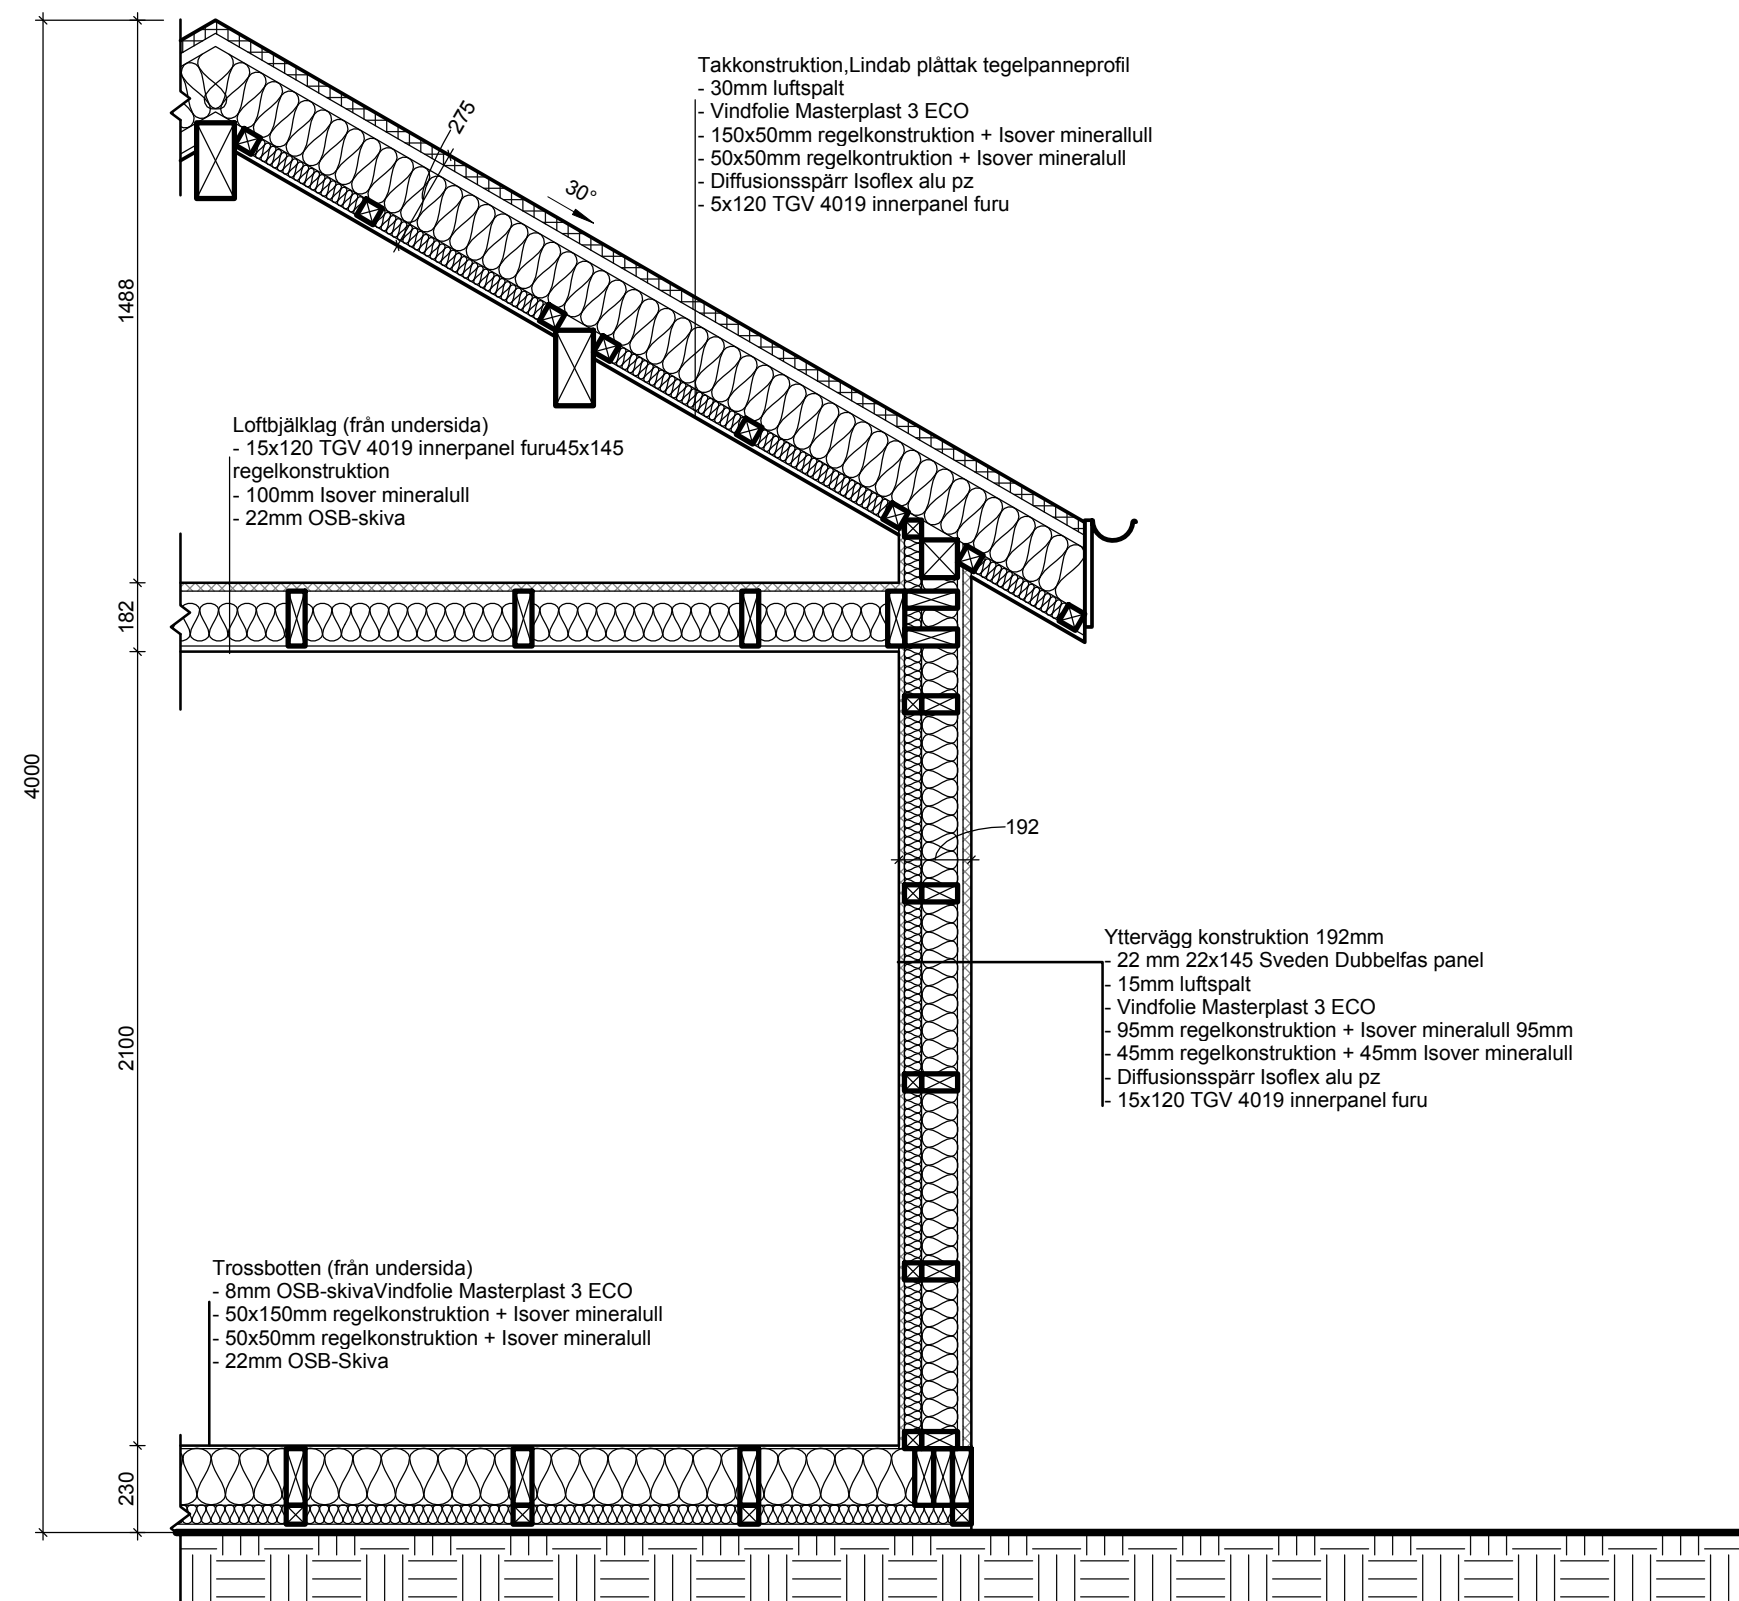 Takkonstruktion,Lindab plåttak tegelpanneprofil
- 30mm luftspalt
- Vindfolie Masterplast 3 ECO
- 150x50mm regelkonstruktion + Isover minerallull
- 50x50mm regelkontruktion + Isover mineralull
- Diffusionsspärr Isoflex alu pz
- 5x120 TGV 4019 innerpanel furu
275
30°
1488
Loftbjälklag (från undersida)
- 15x120 TGV 4019 innerpanel furu45x145
regelkonstruktion
- 100mm Isover mineralull
- 22mm OSB-skiva
182
4000
192
Yttervägg konstruktion 192mm
- 22 mm 22x145 Sveden Dubbelfas panel
- 15mm luftspalt
- Vindfolie Masterplast 3 ECO
- 95mm regelkonstruktion + Isover mineralull 95mm
- 45mm regelkonstruktion + 45mm Isover mineralull
- Diffusionsspärr Isoflex alu pz
- 15x120 TGV 4019 innerpanel furu
2100
Trossbotten (från undersida)
- 8mm OSB-skivaVindfolie Masterplast 3 ECO
- 50x150mm regelkonstruktion + Isover mineralull
- 50x50mm regelkonstruktion + Isover mineralull
- 22mm OSB-Skiva
230